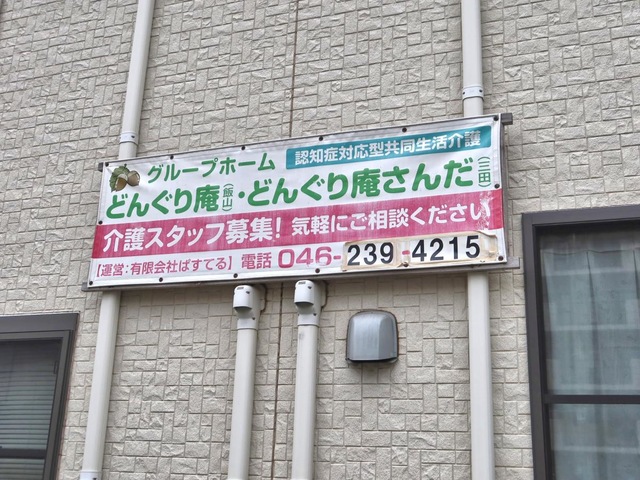 グループホーム 認知症対応型共同生活介護
どんぐり庵(飯山)・どんぐり庵さんだ(三田)
介護スタッフ募集! 気軽にご相談ください
【運営:有限会社ぱすてる】 電話 046-239-4215